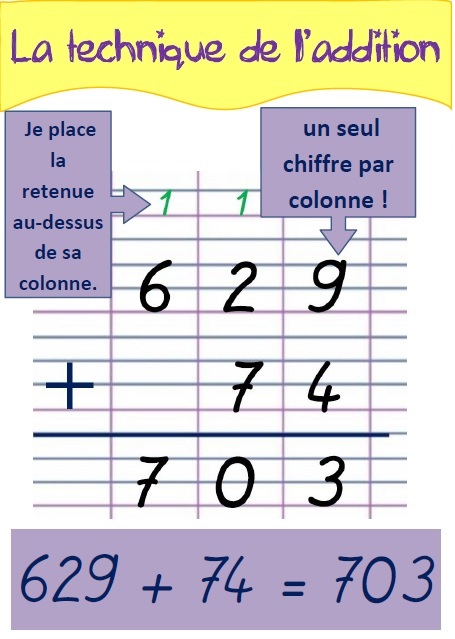 La technique de l'addition
Je place
la
retenue
au-dessus
de sa
colonne.
un seul
chiffre par
colonne !
1 1
6 2 9
+ 7 4
7 0 3
629 + 74 = 703